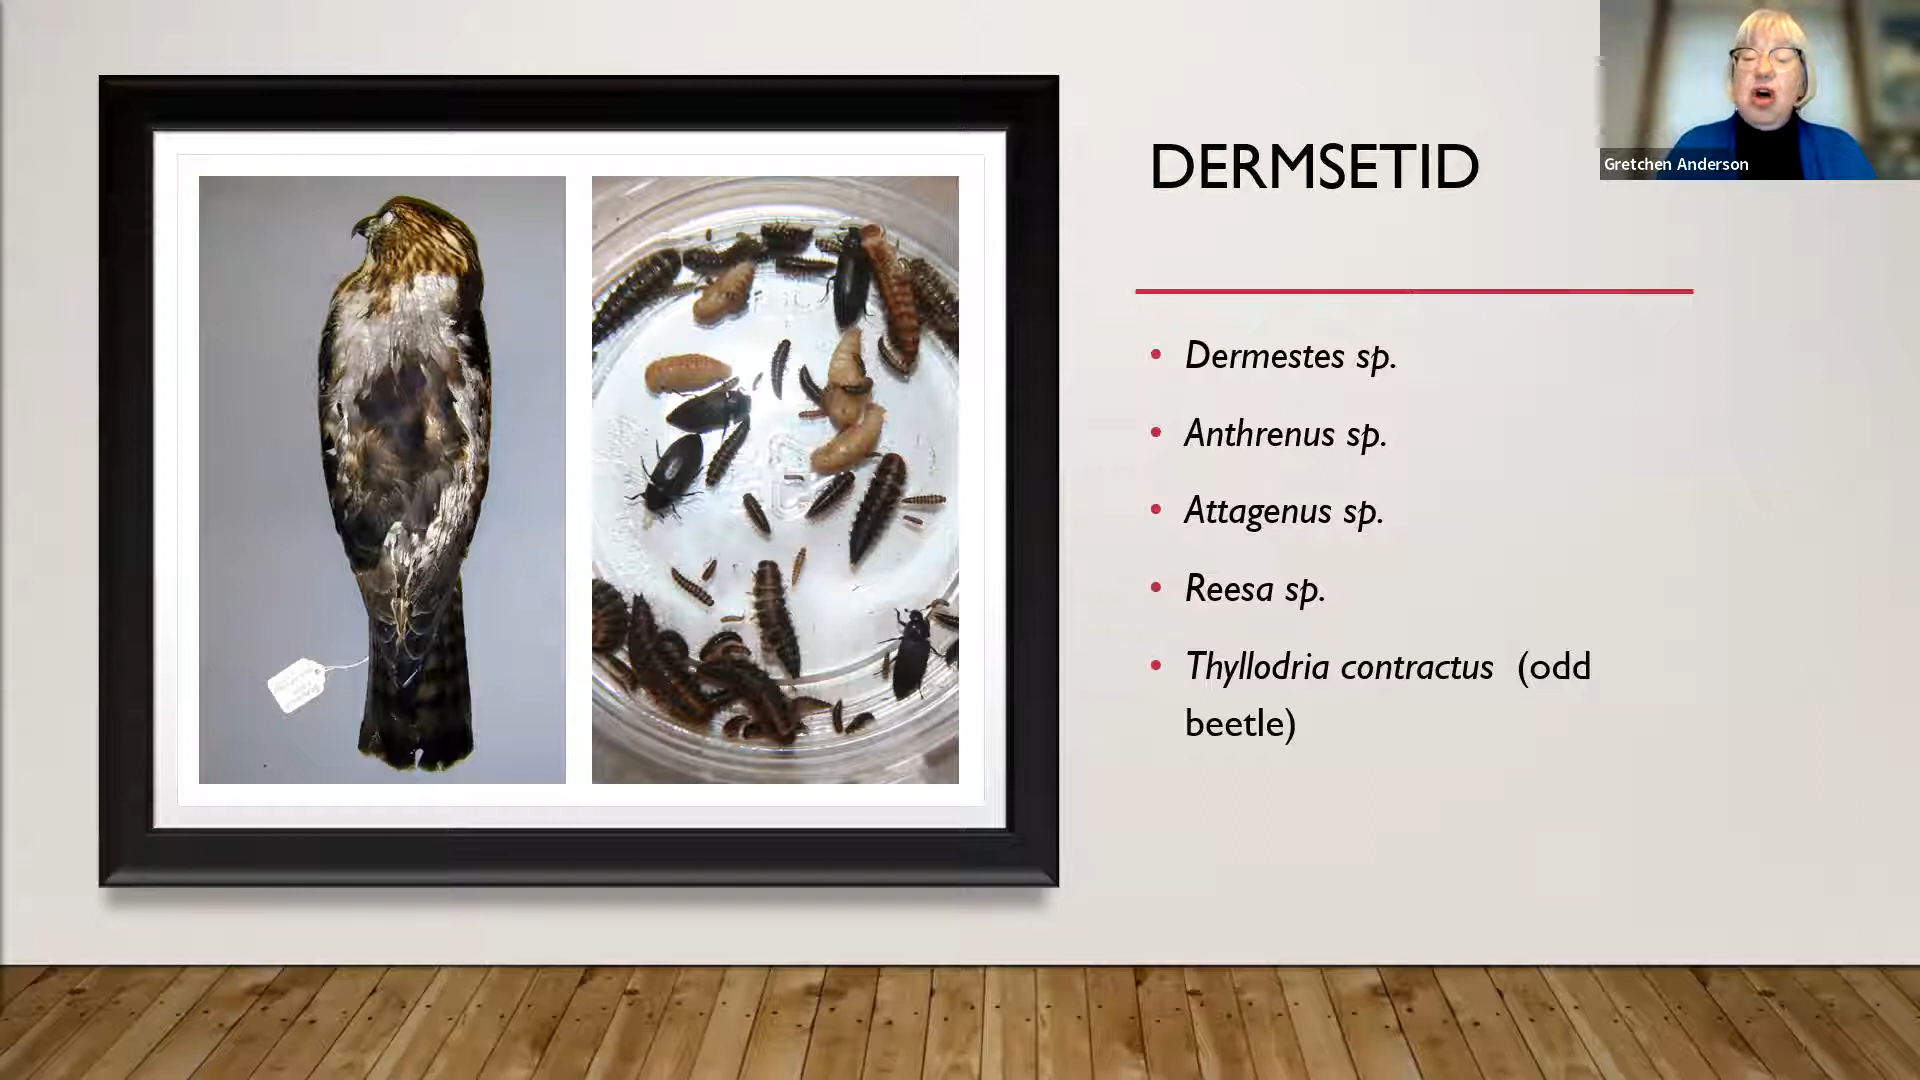 DERMSETID
Gretchen Anderson
• Dermestes sp.
• Anthrenus sp.
• Attagenus sp.
• Reesa sp.
• Thyllodria contractus (odd
beetle)